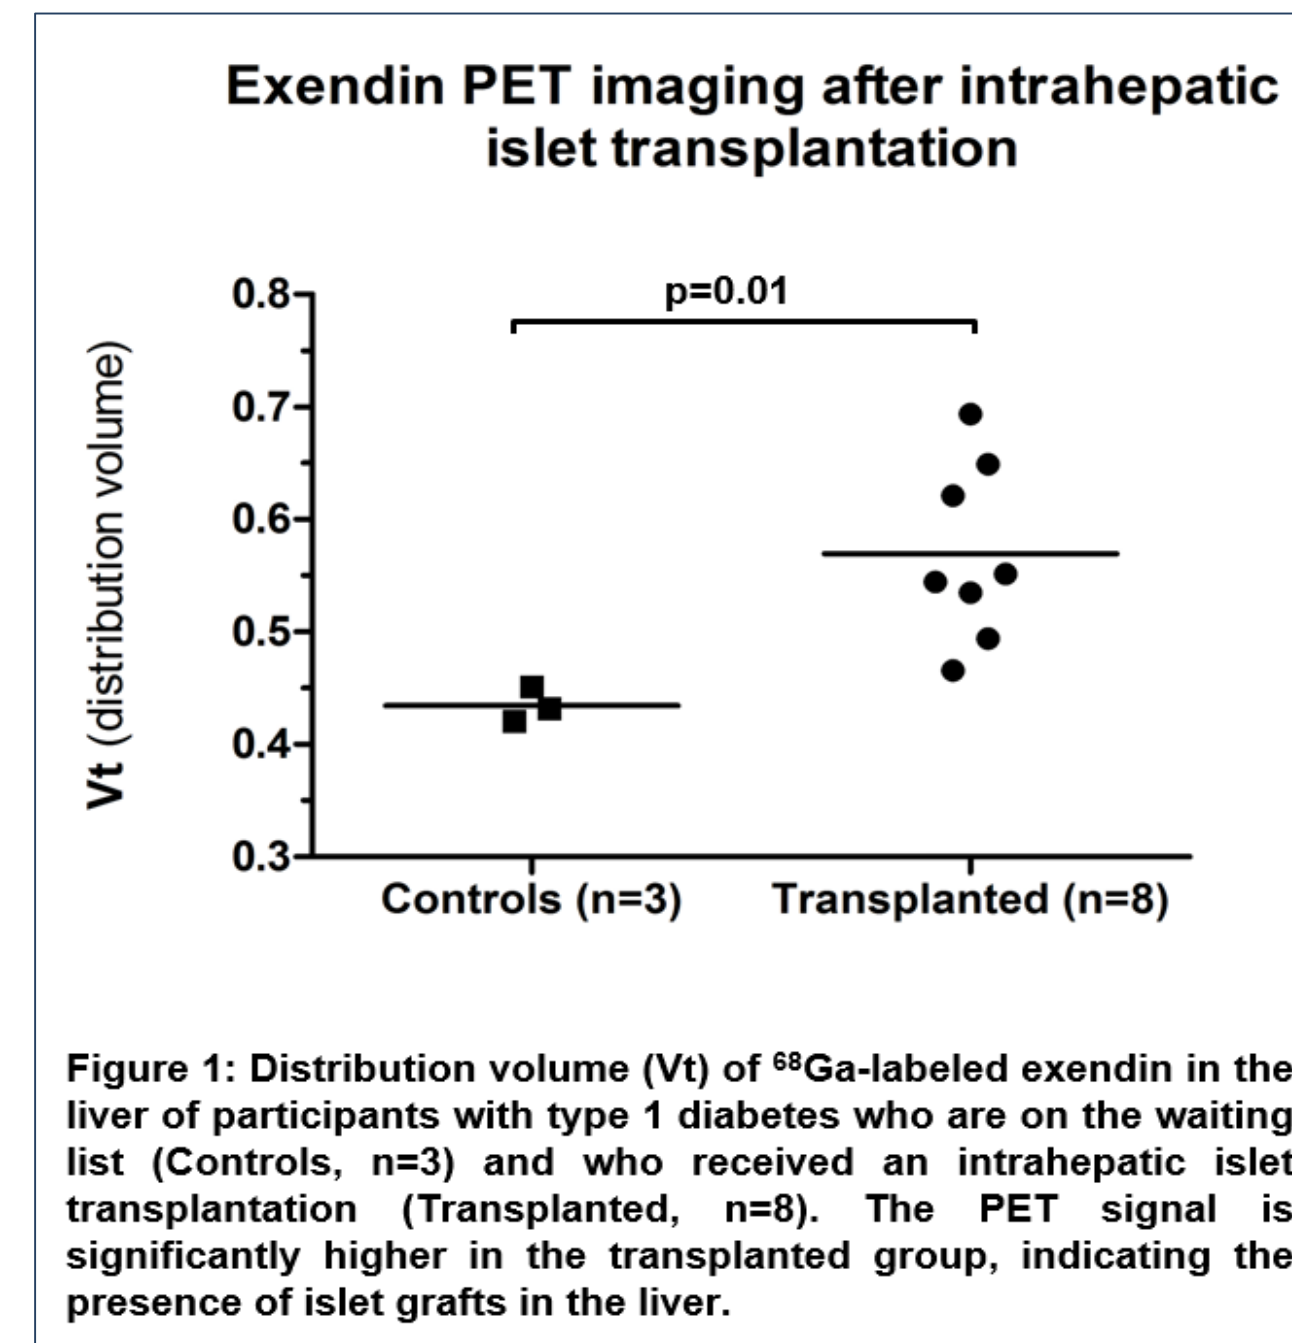 Exendin PET imaging after intrahepatic
islet transplantation
p=0.01
0.8
0.7
0.6
0.5
0.4
0.3
Vt (distribution volume)
Controls (n=3)
Transplanted (n=8)
Figure 1: Distribution volume (Vt) of ⁶⁸Ga-labeled exendin in the
liver of participants with type 1 diabetes who are on the waiting
list (Controls, n=3) and who received an intrahepatic islet
transplantation (Transplanted, n=8). The PET signal is
significantly higher in the transplanted group, indicating the
presence of islet grafts in the liver.